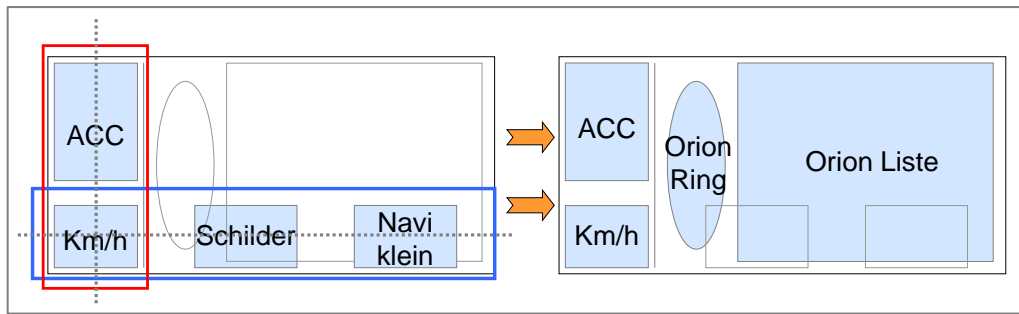 ACC
Km/h
Schilder
Navi
klein
ACC
Km/h
Orion
Ring
Orion Liste